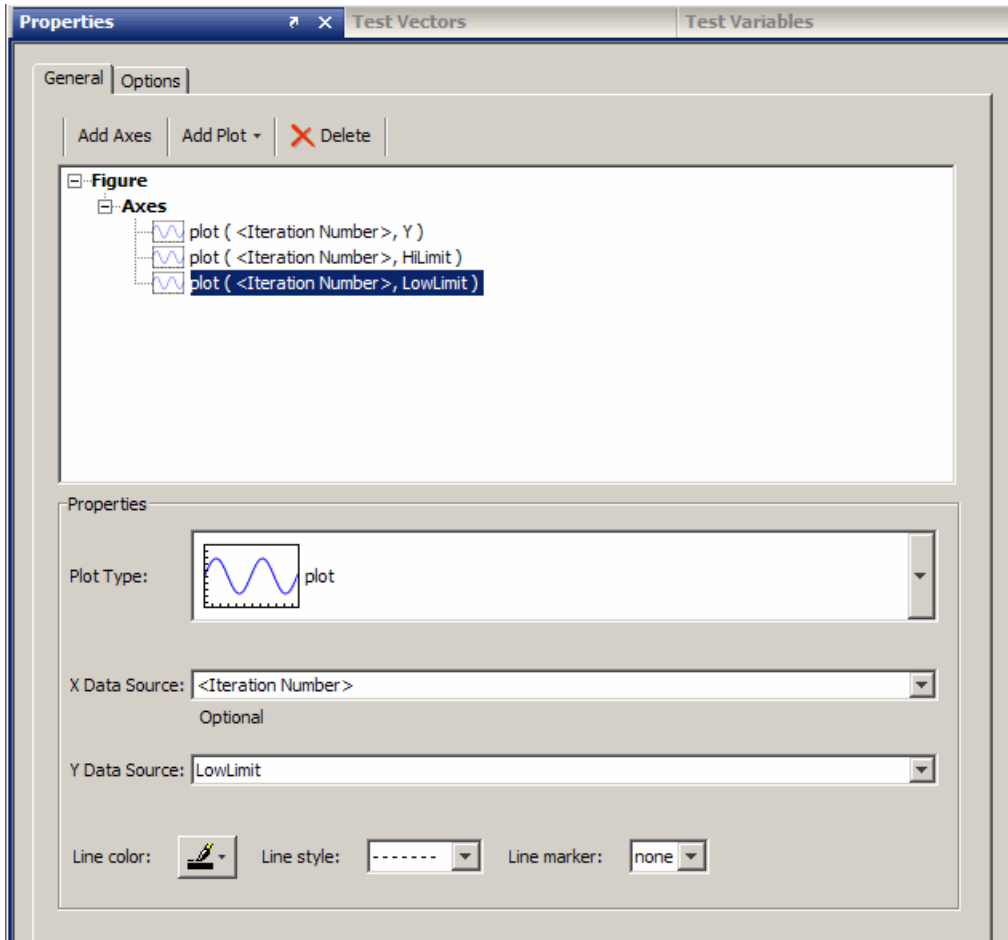 Properties Test Vectors Test Variables
General Options
Add Axes Add Plot Delete
Figure
Axes
plot ( <Iteration Number>, Y )
plot ( <Iteration Number>, HiLimit )
plot ( <Iteration Number>, LowLimit )
Properties
Plot Type: plot
X Data Source: <Iteration Number>
Optional
Y Data Source: LowLimit
Line color: Line style: Line marker: none